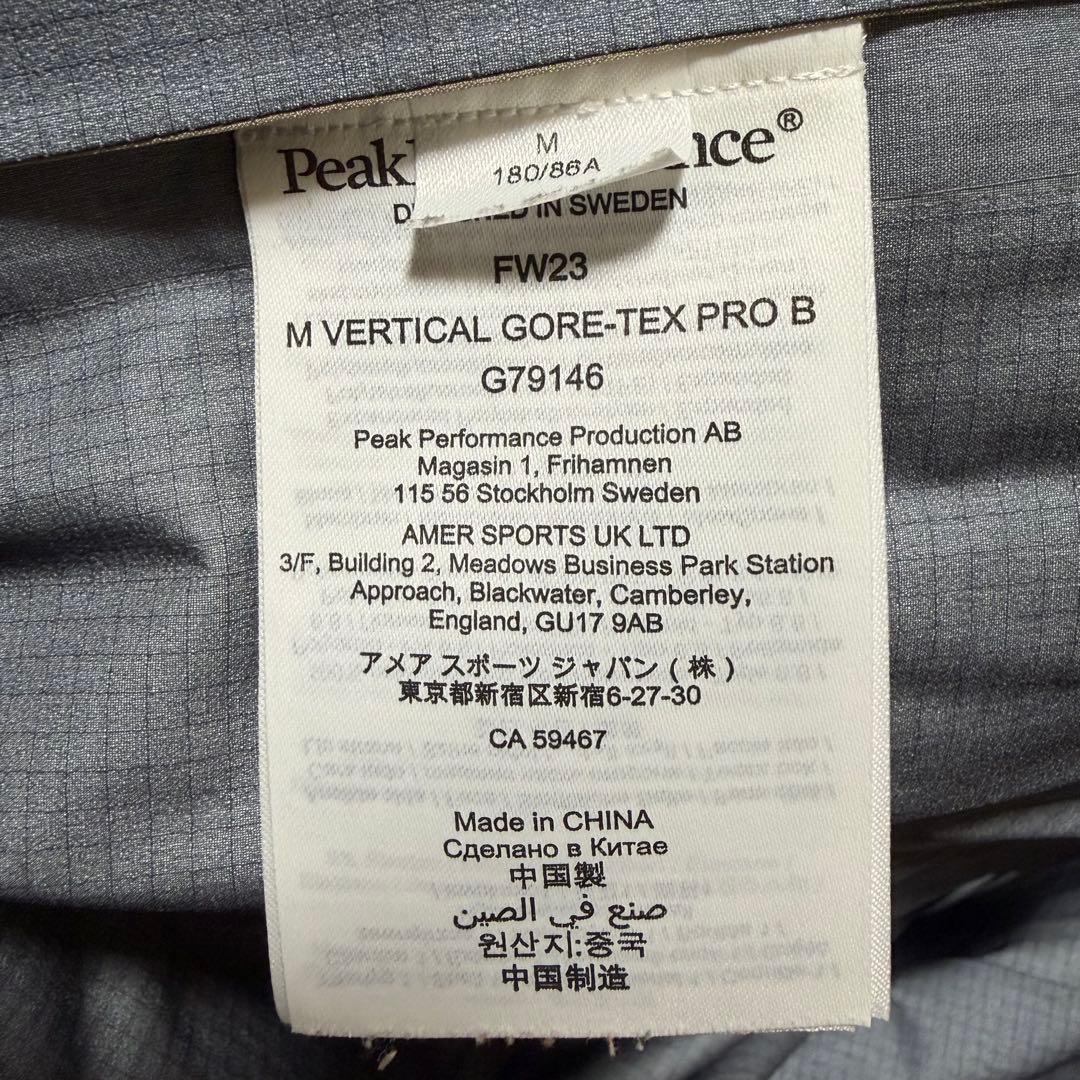 Peak nce®
M
180/86A
IN SWEDEN
FW23
M VERTICAL GORE-TEX PRO B
G79146
Peak Performance Production AB
Magasin 1, Frihamnen
115 56 Stockholm Sweden
AMER SPORTS UK LTD
3/F, Building 2, Meadows Business Park Station
Approach, Blackwater, Camberley,
England, GU17 9AB
アメア スポーツ ジャパン ( 株 )
東京都新宿区新宿6-27-30
CA 59467
Made in CHINA
Сделано в Китае
中国製
صنع في الصين
원산지:중국
中国制造